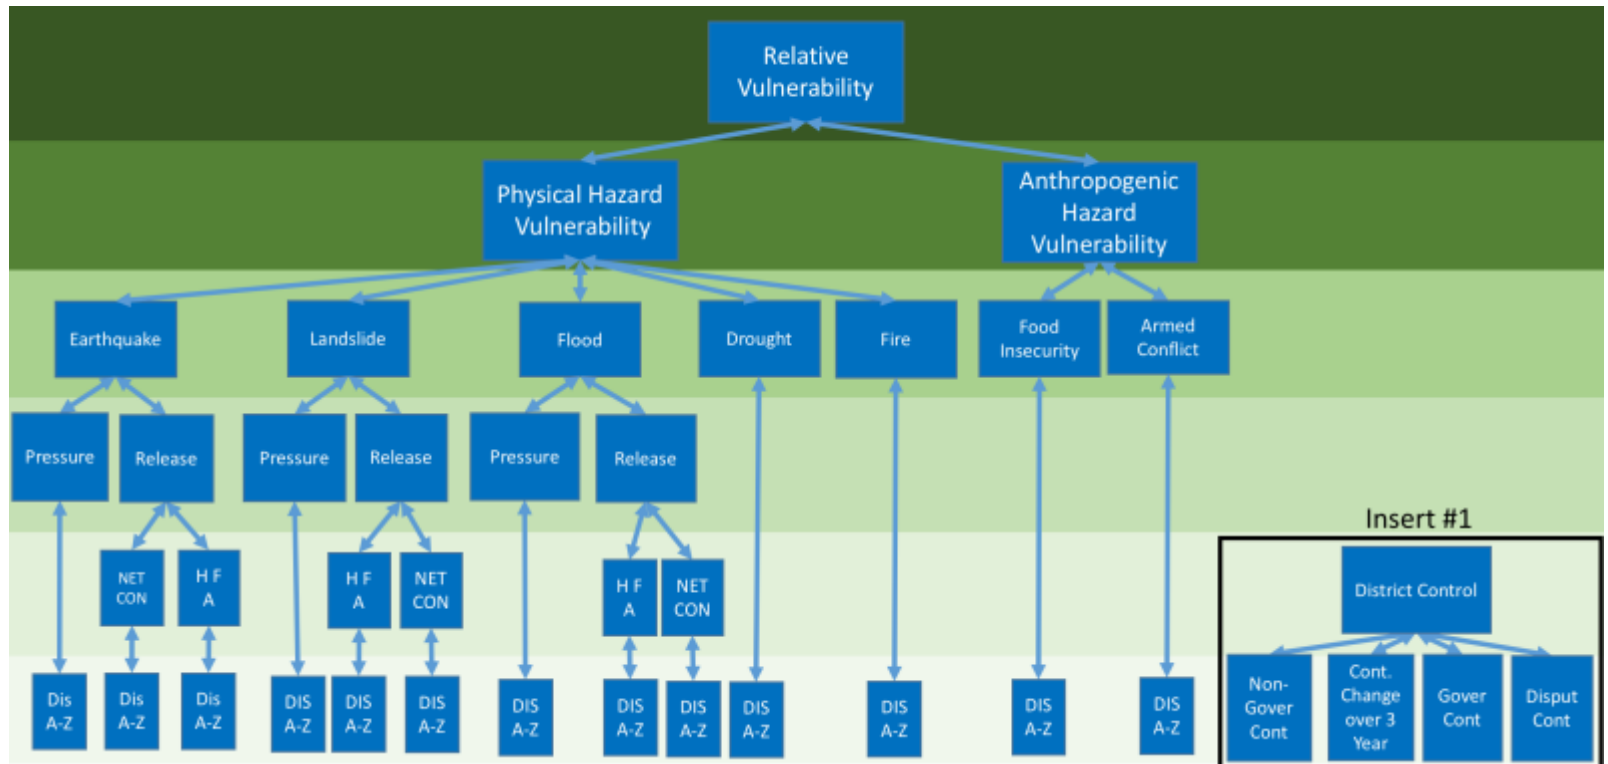 Relative
Vulnerability
Physical Hazard
Vulnerability
Anthropogenic
Hazard
Vulnerability
Earthquake
Landslide
Flood
Drought
Fire
Food
Insecurity
Armed
Conflict
Pressure
Release
Pressure
Release
Pressure
Release
NET
CON
H F
A
H F
A
NET
CON
H F
A
NET
CON
Dis
A-Z
Dis
A-Z
Dis
A-Z
DIS
A-Z
DIS
A-Z
DIS
A-Z
DIS
A-Z
DIS
A-Z
DIS
A-Z
DIS
A-Z
DIS
A-Z
DIS
A-Z
DIS
A-Z
Insert #1
District Control
Non-
Gover
Cont
Cont.
Change
over 3
Year
Gover
Cont
Disput
Cont